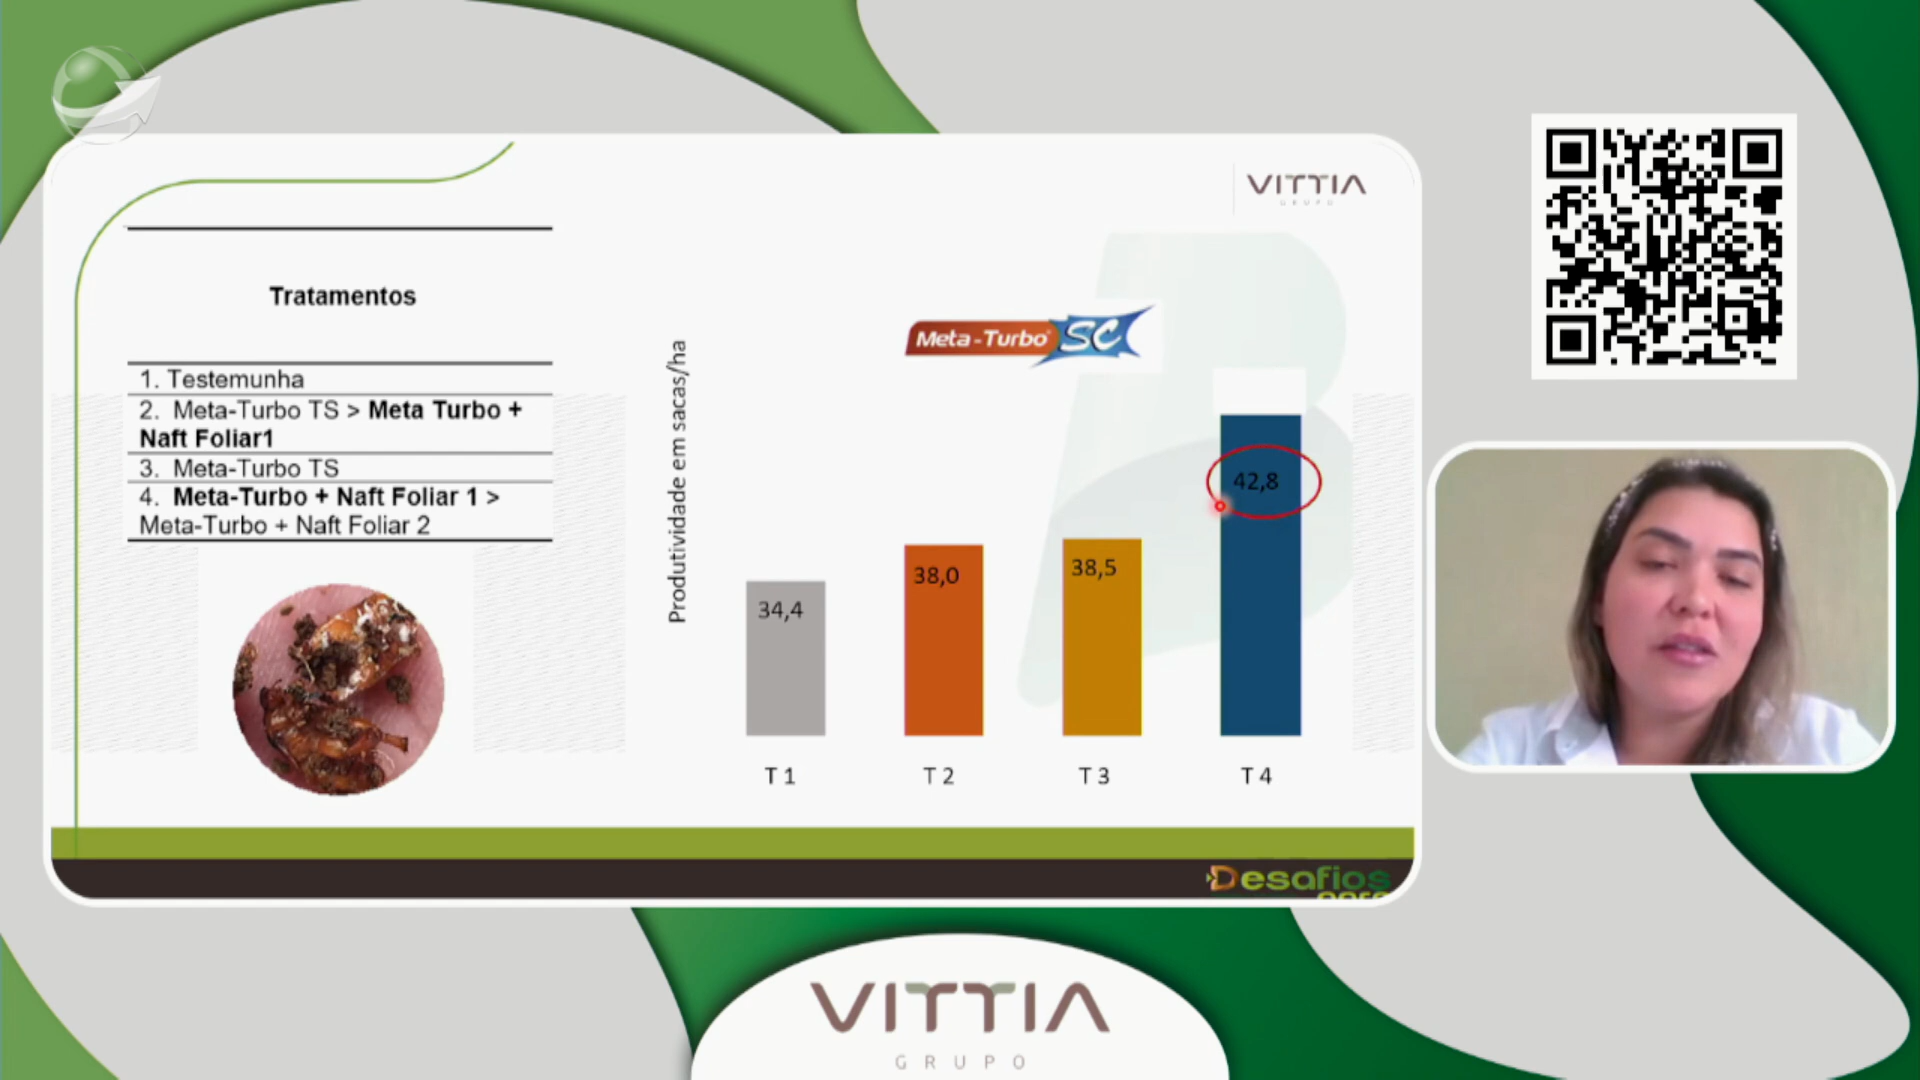 VITTIA
GRUPO
Tratamentos
1. Testemunha
2. Meta-Turbo TS > Meta Turbo +
Naft Foliar1
3. Meta-Turbo TS
4. Meta-Turbo + Naft Foliar 1 >
Meta-Turbo + Naft Foliar 2
Produtividade em sacas/ha
Meta-Turbo SC
34,4
38,0
38,5
42,8
T 1
T 2
T 3
T 4
Desafios
VITTIA
GRUPO